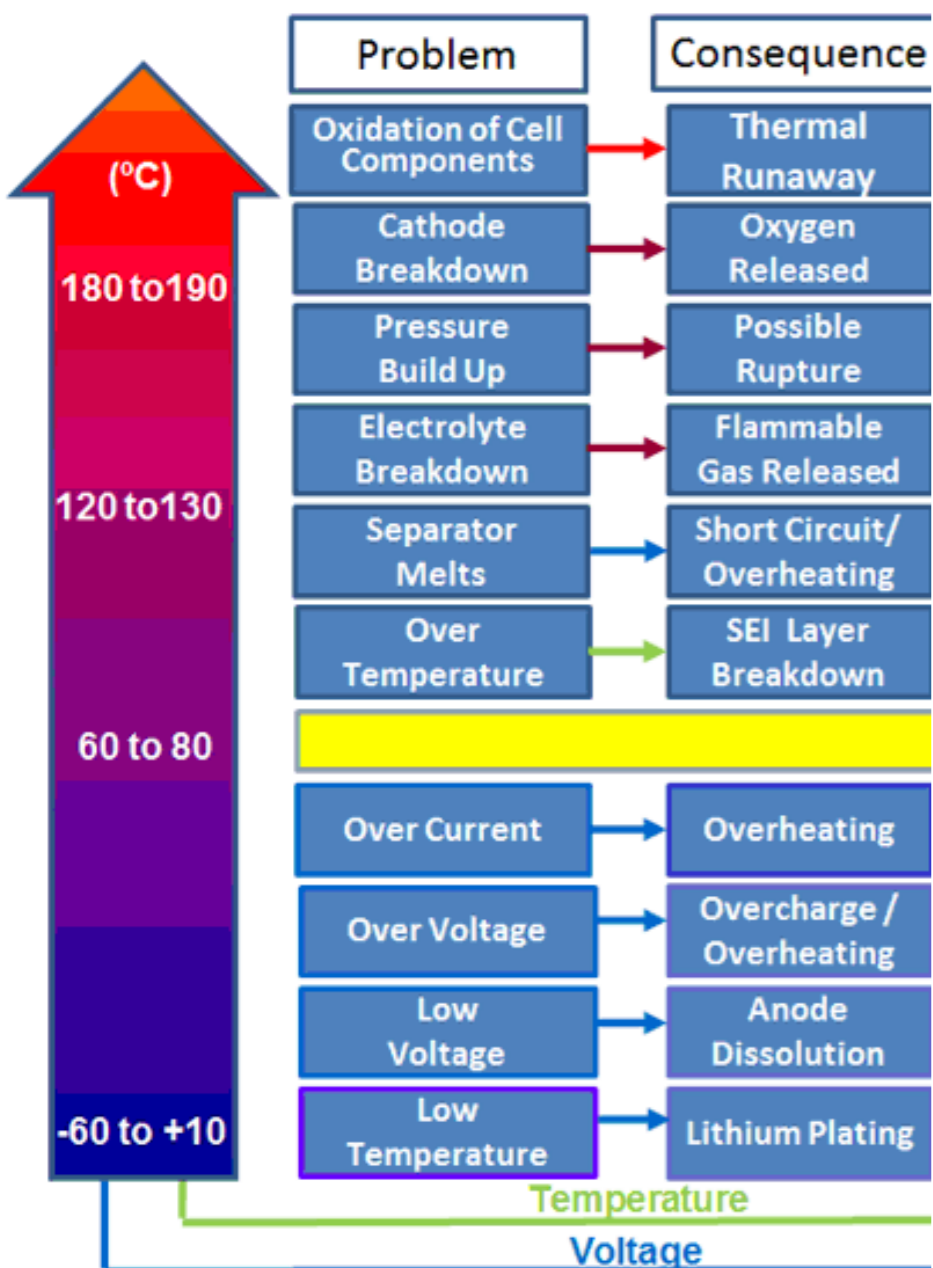 Problem
Consequence
Oxidation of Cell
Components
Thermal
Runaway
(ºC)
Cathode
Breakdown
Oxygen
Released
180 to190
Pressure
Build Up
Possible
Rupture
Electrolyte
Breakdown
Flammable
Gas Released
120 to130
Separator
Melts
Short Circuit/
Overheating
Over
Temperature
SEI Layer
Breakdown
60 to 80
Over Current
Overheating
Over Voltage
Overcharge /
Overheating
Low
Voltage
Anode
Dissolution
-60 to +10
Low
Temperature
Lithium Plating
Temperature
Voltage